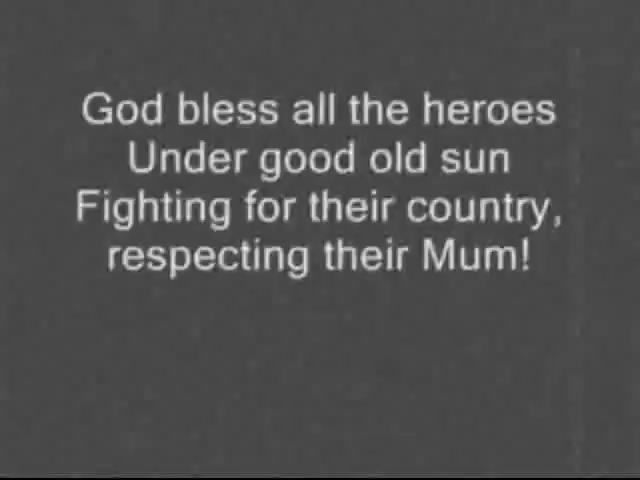 God bless all the heroes
Under good old sun
Fighting for their country,
respecting their Mum!